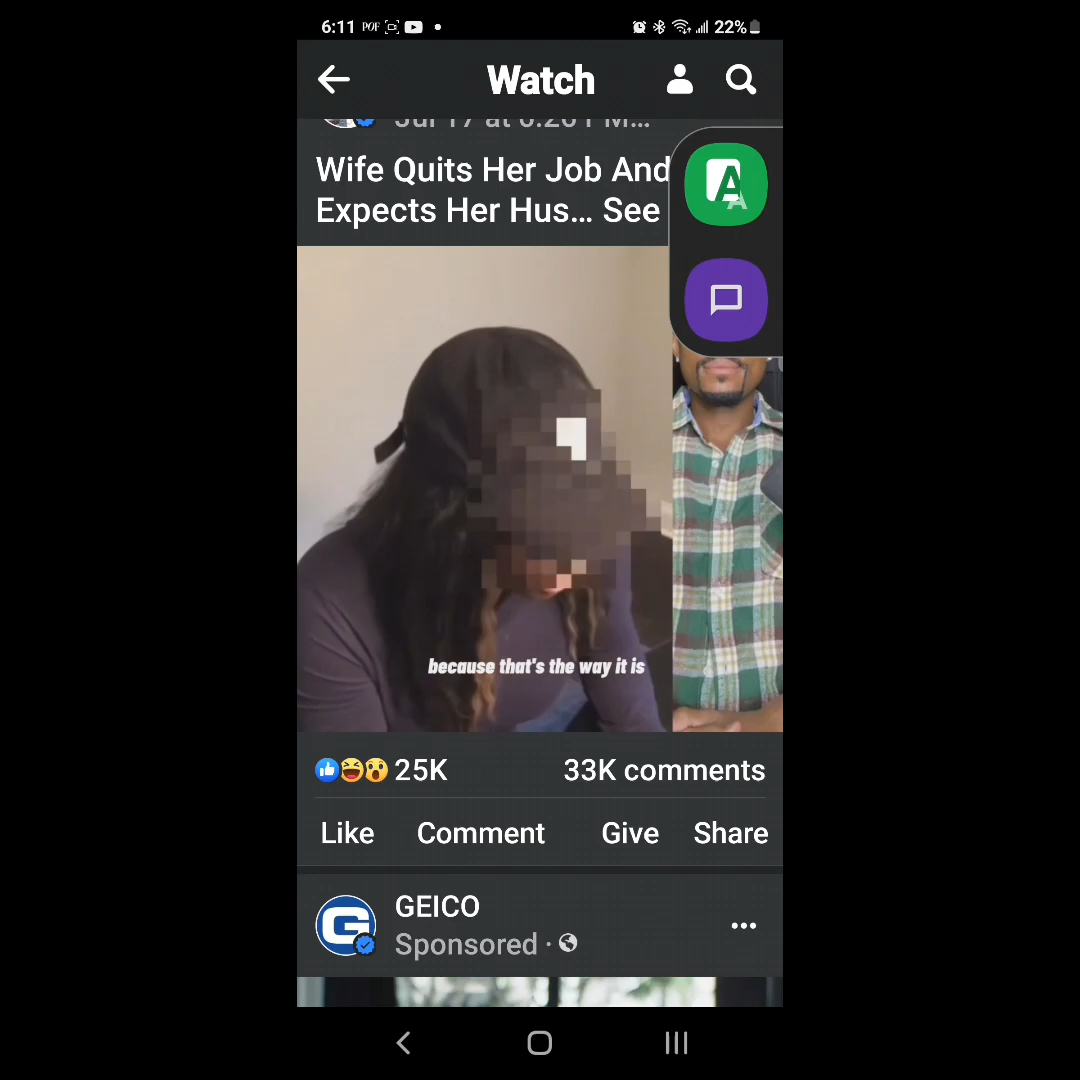 6:11 POF 22%
Watch
Wife Quits Her Job And
Expects Her Hus... See
because that's the way it is
25K 33K comments
Like Comment Give Share
GEICO
Sponsored ·